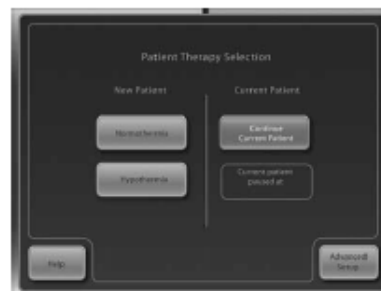 Patient Therapy Selection
New Patient
Current Patient
Normothermia
Continue
Current Patient
Hypothermia
Current patient
paused at
Help
Advanced
Setup